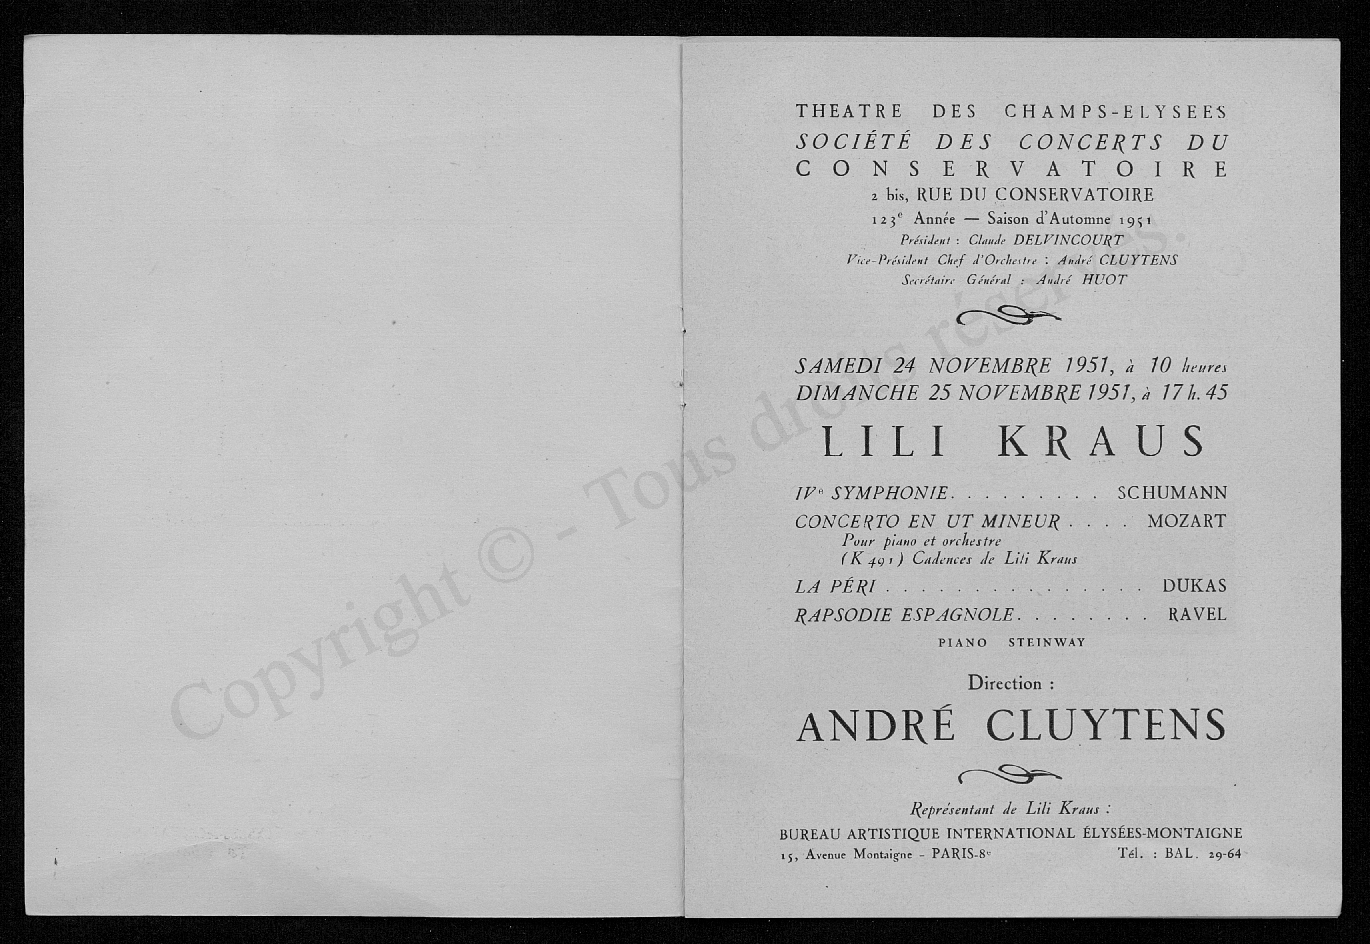 THEATRE DES CHAMPS-ELYSEES
SOCIÉTÉ DES CONCERTS DU
CONSERVATOIRE
2 bis, RUE DU CONSERVATOIRE
123e Année — Saison d'Automne 1951
Président : Claude DELVINCOURT
Vice-Président Chef d'Orchestre : André CLUYTENS
Secrétaire Général : André HUOT
SAMEDI 24 NOVEMBRE 1951, à 10 heures
DIMANCHE 25 NOVEMBRE 1951, à 17 h. 45
LILI KRAUS
IVe SYMPHONIE. . . . . . . . . SCHUMANN
CONCERTO EN UT MINEUR . . . . MOZART
Pour piano et orchestre
(K 491) Cadences de Lili Kraus
LA PÉRI . . . . . . . . . . . . . . . DUKAS
RAPSODIE ESPAGNOLE. . . . . . . . RAVEL
PIANO STEINWAY
Direction :
ANDRÉ CLUYTENS
Représentant de Lili Kraus :
BUREAU ARTISTIQUE INTERNATIONAL ÉLYSÉES-MONTAIGNE
15, Avenue Montaigne - PARIS-8e Tél. : BAL. 29-64
Copyright © - Tous droits réservés.